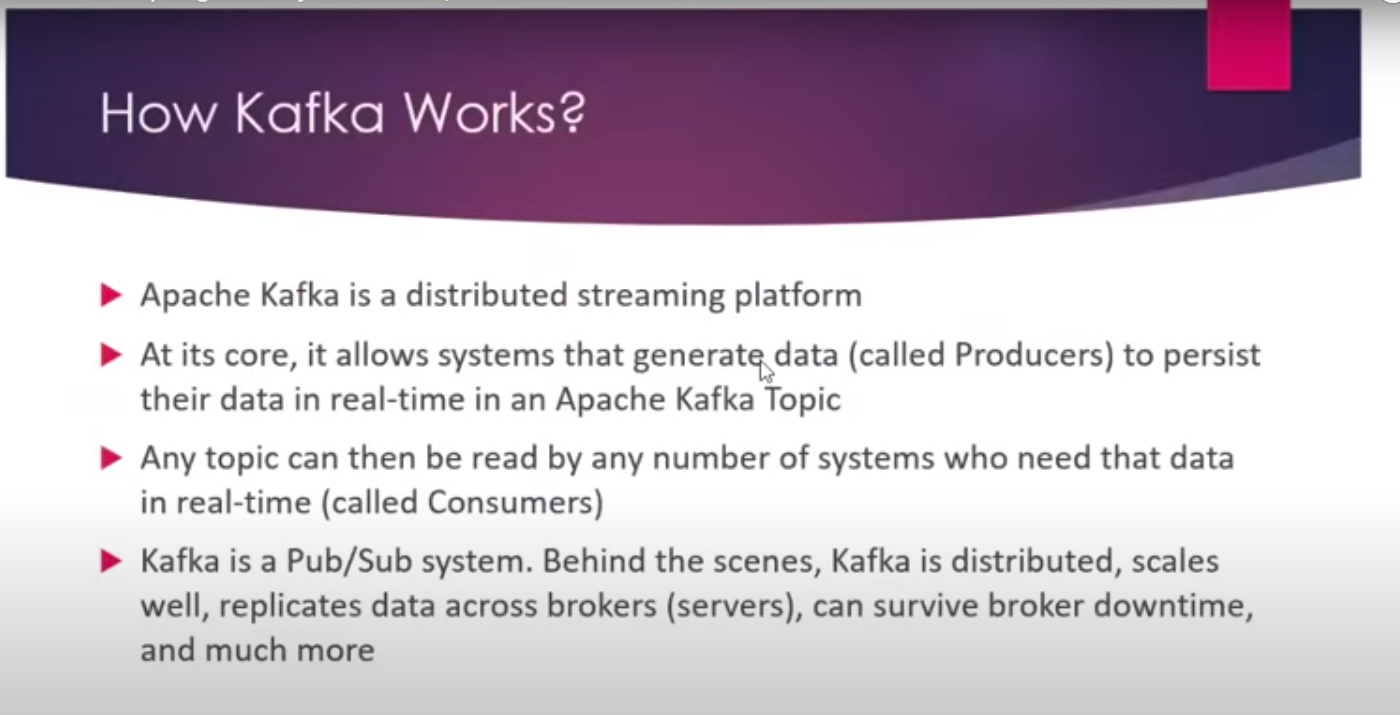 How Kafka Works?
Apache Kafka is a distributed streaming platform
At its core, it allows systems that generate data (called Producers) to persist
their data in real-time in an Apache Kafka Topic
Any topic can then be read by any number of systems who need that data
in real-time (called Consumers)
Kafka is a Pub/Sub system. Behind the scenes, Kafka is distributed, scales
well, replicates data across brokers (servers), can survive broker downtime,
and much more